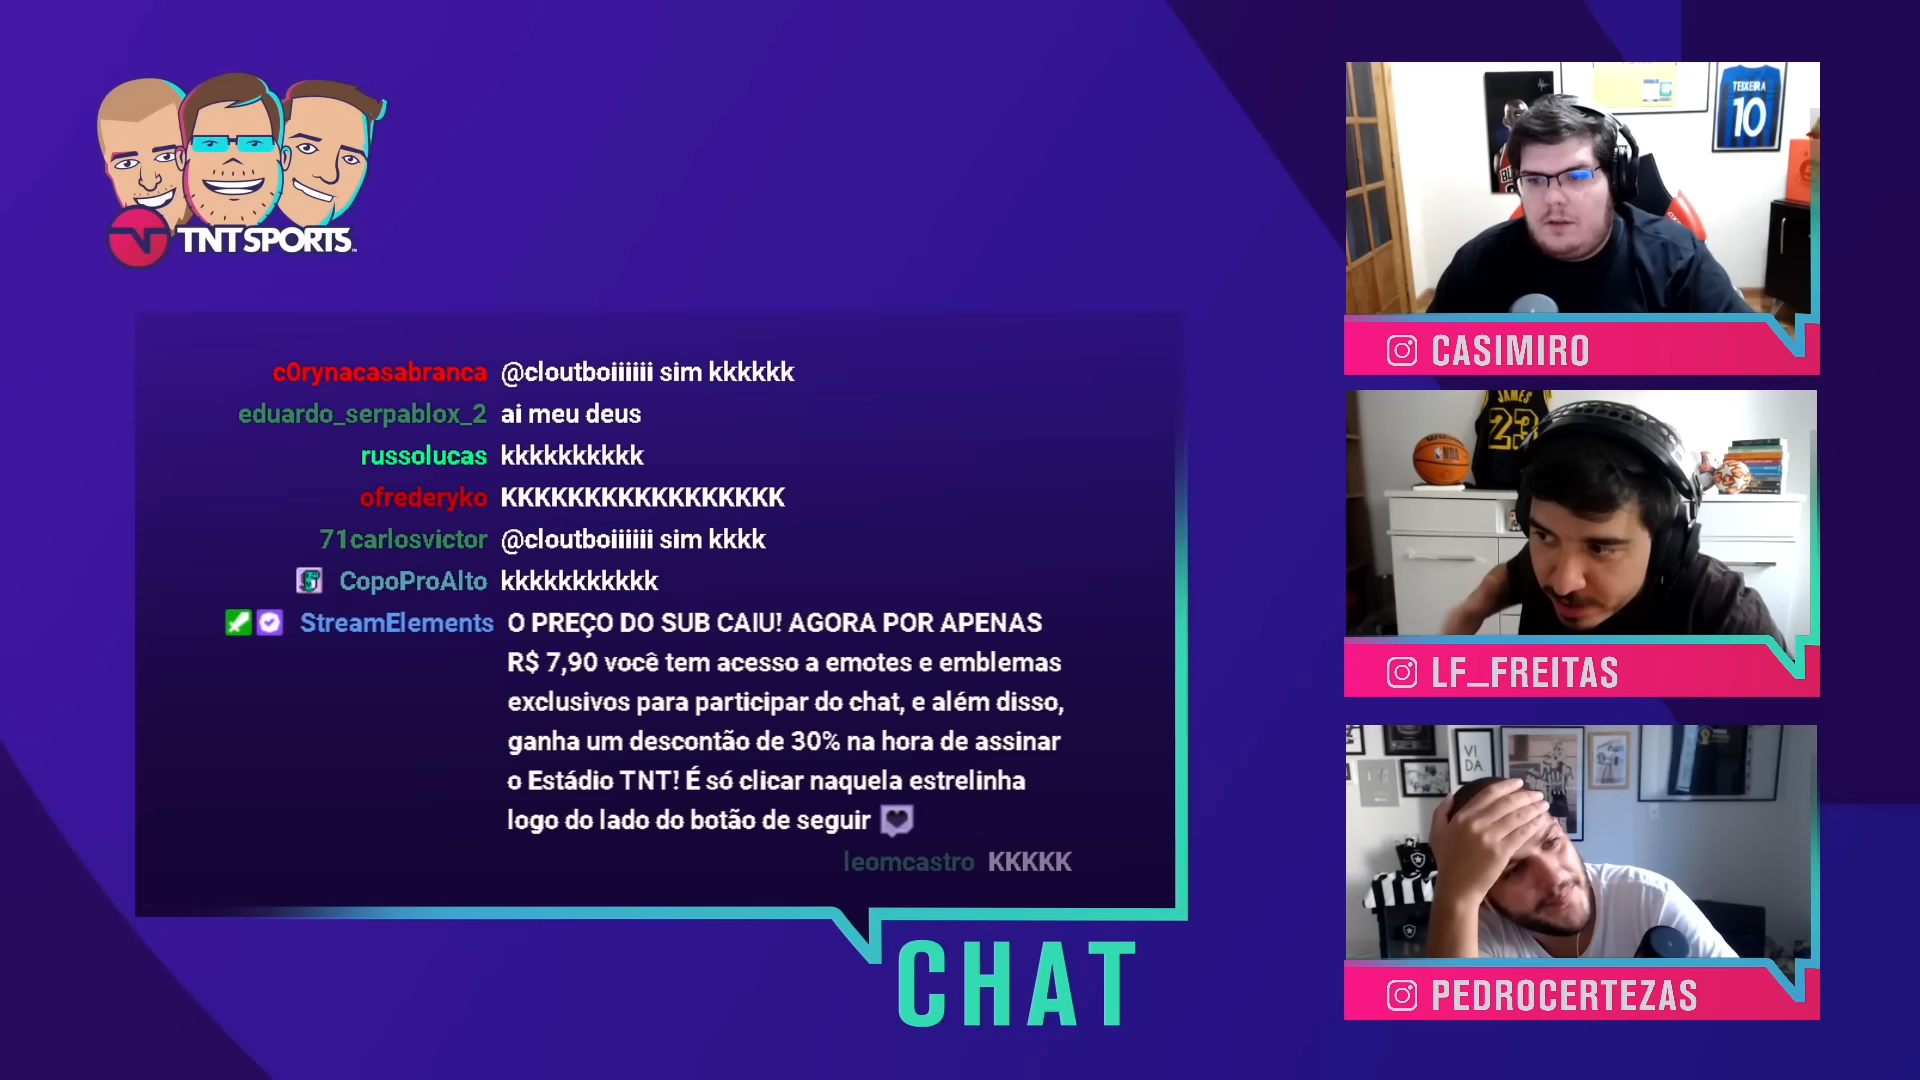 TNT SPORTS
c0rynacasabranca @cloutboiiiiiii sim kkkkkk
eduardo_serpablox_2 ai meu deus
russolucas kkkkkkkkkk
ofrederyko KKKKKKKKKKKKKKKKK
71carlosvictor @cloutboiiiiiii sim kkkk
CopoProAlto kkkkkkkkkkk
StreamElements O PREÇO DO SUB CAIU! AGORA POR APENAS
R$ 7,90 você tem acesso a emotes e emblemas
exclusivos para participar do chat, e além disso,
ganha um descontão de 30% na hora de assinar
o Estádio TNT! É só clicar naquela estrelinha
logo do lado do botão de seguir
leomcastro KKKKK
CHAT
TEIXEIRA
10
CASIMIRO
JAMES
23
NBA
LF_FREITAS
VI
DA
PEDROCERTEZAS